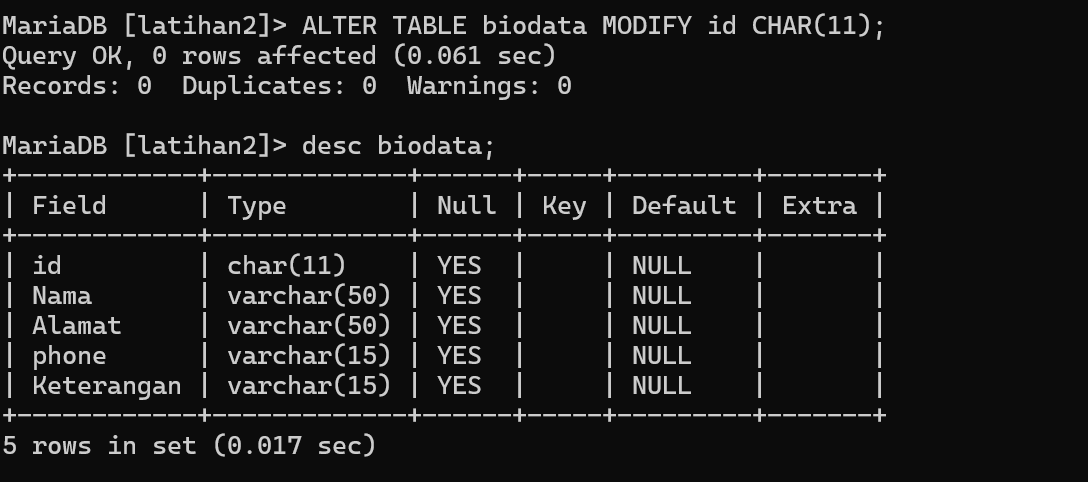 MariaDB [latihan2]> ALTER TABLE biodata MODIFY id CHAR(11);
Query OK, 0 rows affected (0.061 sec)
Records: 0  Duplicates: 0  Warnings: 0

MariaDB [latihan2]> desc biodata;
+------------+-------------+------+-----+---------+-------+
| Field      | Type        | Null | Key | Default | Extra |
+------------+-------------+------+-----+---------+-------+
| id         | char(11)    | YES  |     | NULL    |       |
| Nama       | varchar(50) | YES  |     | NULL    |       |
| Alamat     | varchar(50) | YES  |     | NULL    |       |
| phone      | varchar(15) | YES  |     | NULL    |       |
| Keterangan | varchar(15) | YES  |     | NULL    |       |
+------------+-------------+------+-----+---------+-------+
5 rows in set (0.017 sec)